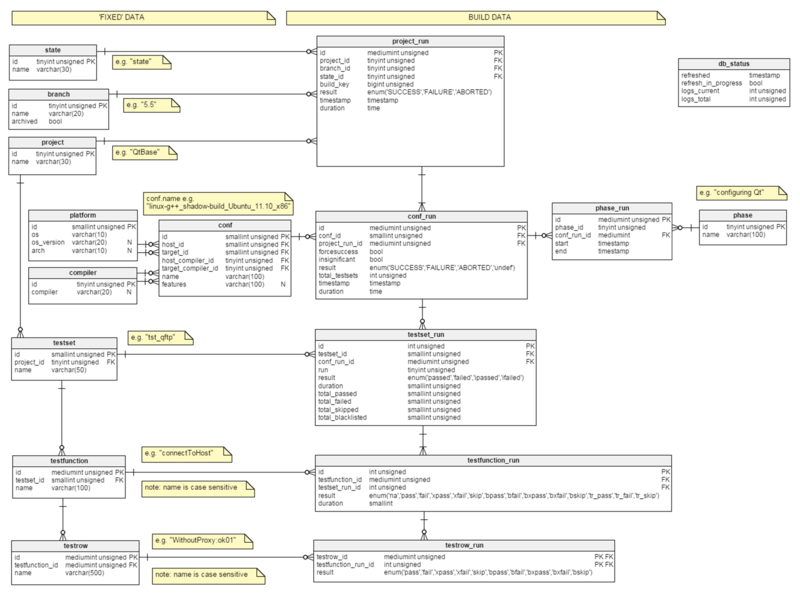 'FIXED' DATA
BUILD DATA
state
id tinyint unsigned PK
name varchar(30)
e.g. "state"
branch
id tinyint unsigned PK
name varchar(20)
archived bool
e.g. "5.5"
project
id tinyint unsigned PK
name varchar(30)
e.g. "QtBase"
project_run
id mediumint unsigned PK
project_id tinyint unsigned FK
branch_id tinyint unsigned FK
state_id tinyint unsigned FK
build_key bigint unsigned
result enum('SUCCESS','FAILURE','ABORTED')
timestamp timestamp
duration time
db_status
refreshed timestamp
refresh_in_progress bool
logs_current int unsigned
logs_total int unsigned
conf.name e.g.
"linux-g++_shadow-build_Ubuntu_11.10_x86"
platform
id smallint unsigned PK
os varchar(10)
os_version varchar(20) N
arch varchar(10) N
compiler
id tinyint unsigned PK
compiler varchar(20) N
conf
id smallint unsigned PK
host_id smallint unsigned FK
target_id smallint unsigned FK
host_compiler_id tinyint unsigned FK
target_compiler_id tinyint unsigned FK
name varchar(100)
features varchar(100) N
conf_run
id mediumint unsigned PK
conf_id smallint unsigned FK
project_run_id mediumint unsigned FK
forcesuccess bool
insignificant bool
result enum('SUCCESS','FAILURE','ABORTED','undef')
total_testsets int unsigned
timestamp timestamp
duration time
phase_run
id mediumint unsigned PK
phase_id tinyint unsigned FK
conf_run_id mediumint FK
start timestamp
end timestamp
e.g. "configuring Qt"
phase
id tinyint unsigned PK
name varchar(100)
testset
id smallint unsigned PK
project_id tinyint unsigned FK
name varchar(50)
e.g. "tst_qftp"
testset_run
id int unsigned PK
testset_id smallint unsigned FK
conf_run_id mediumint unsigned FK
run tinyint unsigned
result enum('passed','failed','ipassed','ifailed')
duration smallint unsigned
total_passed smallint unsigned
total_failed smallint unsigned
total_skipped smallint unsigned
total_blacklisted smallint unsigned
testfunction
id mediumint unsigned PK
testset_id smallint unsigned FK
name varchar(100)
e.g. "connectToHost"
note: name is case sensitive
testfunction_run
id int unsigned PK
testfunction_id mediumint unsigned FK
testset_run_id int unsigned FK
result enum('na','pass','fail','xpass','xfail','skip','bpass','bfail','bxpass','bxfail','bskip','tr_pass','tr_fail','tr_skip')
duration smallint
testrow
id mediumint unsigned PK
testfunction_id mediumint unsigned FK
name varchar(500)
e.g. "WithoutProxy:ok01"
note: name is case sensitive
testrow_run
testrow_id mediumint unsigned PK FK
testfunction_run_id int unsigned PK FK
result enum('pass','fail','xpass','xfail','skip','bpass','bfail','bxpass','bxfail','bskip')